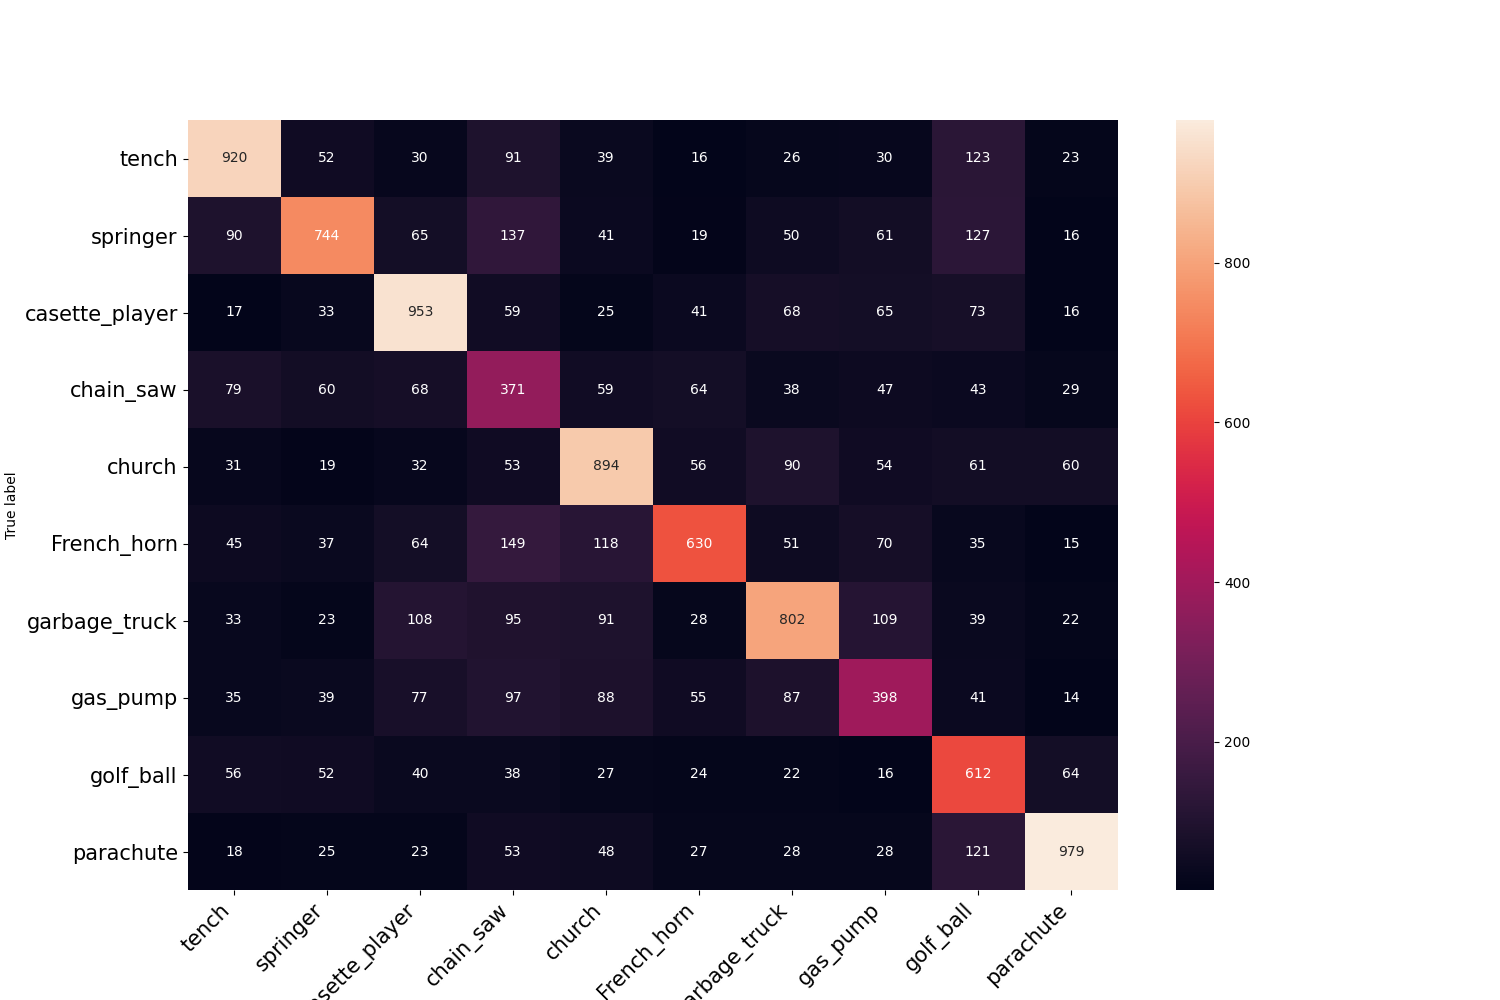 tench 920 52 30 91 39 16 26 30 123 23
springer 90 744 65 137 41 19 50 61 127 16
800
casette_player 17 33 953 59 25 41 68 65 73 16
chain_saw 79 60 68 371 59 64 38 47 43 29
600
church 31 19 32 53 894 56 90 54 61 60
True label
French_horn 45 37 64 149 118 630 51 70 35 15
400
garbage_truck 33 23 108 95 91 28 802 109 39 22
gas_pump 35 39 77 97 88 55 87 398 41 14
200
golf_ball 56 52 40 38 27 24 22 16 612 64
parachute 18 25 23 53 48 27 28 28 121 979
tench springer asette_player chain_saw church French_horn arbage_truck gas_pump golf_ball parachute